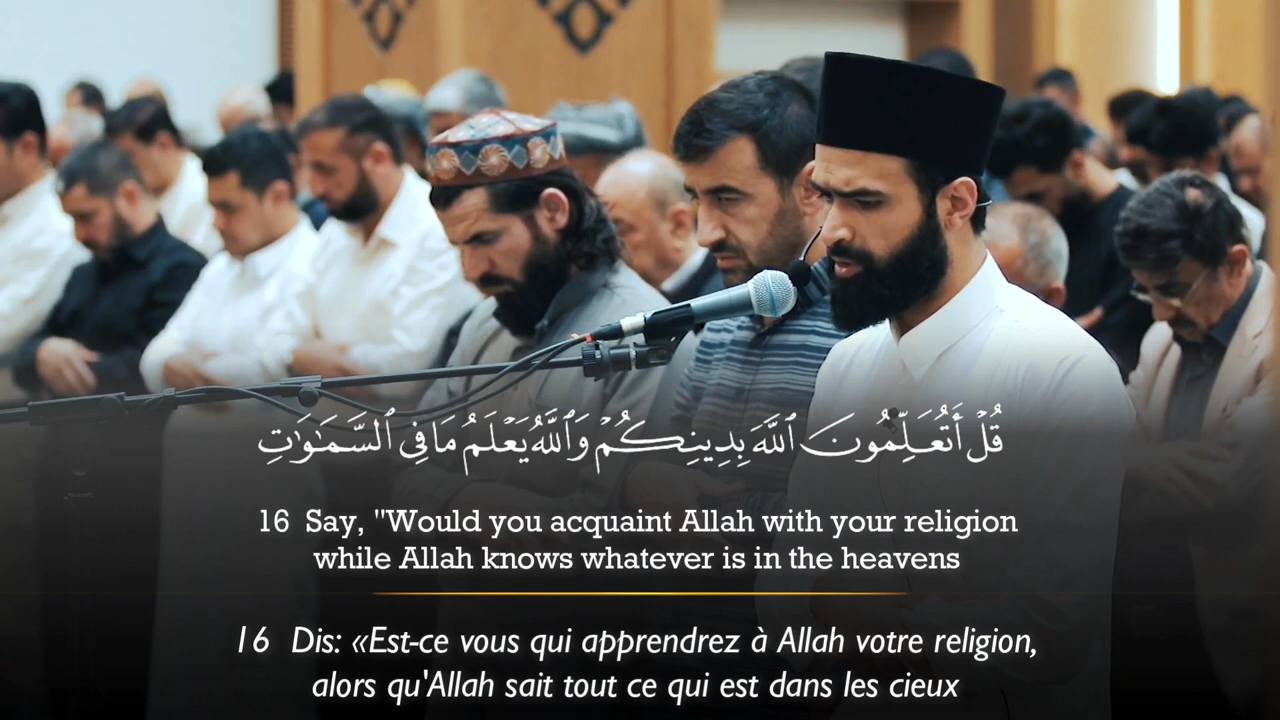 قُلْ أَتُعَلِّمُونَ ٱللَّهَ بِدِينِكُمْ وَٱللَّهُ يَعْلَمُ مَا فِى ٱلسَّمَٰوَٰتِ
16 Say, "Would you acquaint Allah with your religion
while Allah knows whatever is in the heavens
16 Dis: «Est-ce vous qui apprendrez à Allah votre religion,
alors qu'Allah sait tout ce qui est dans les cieux